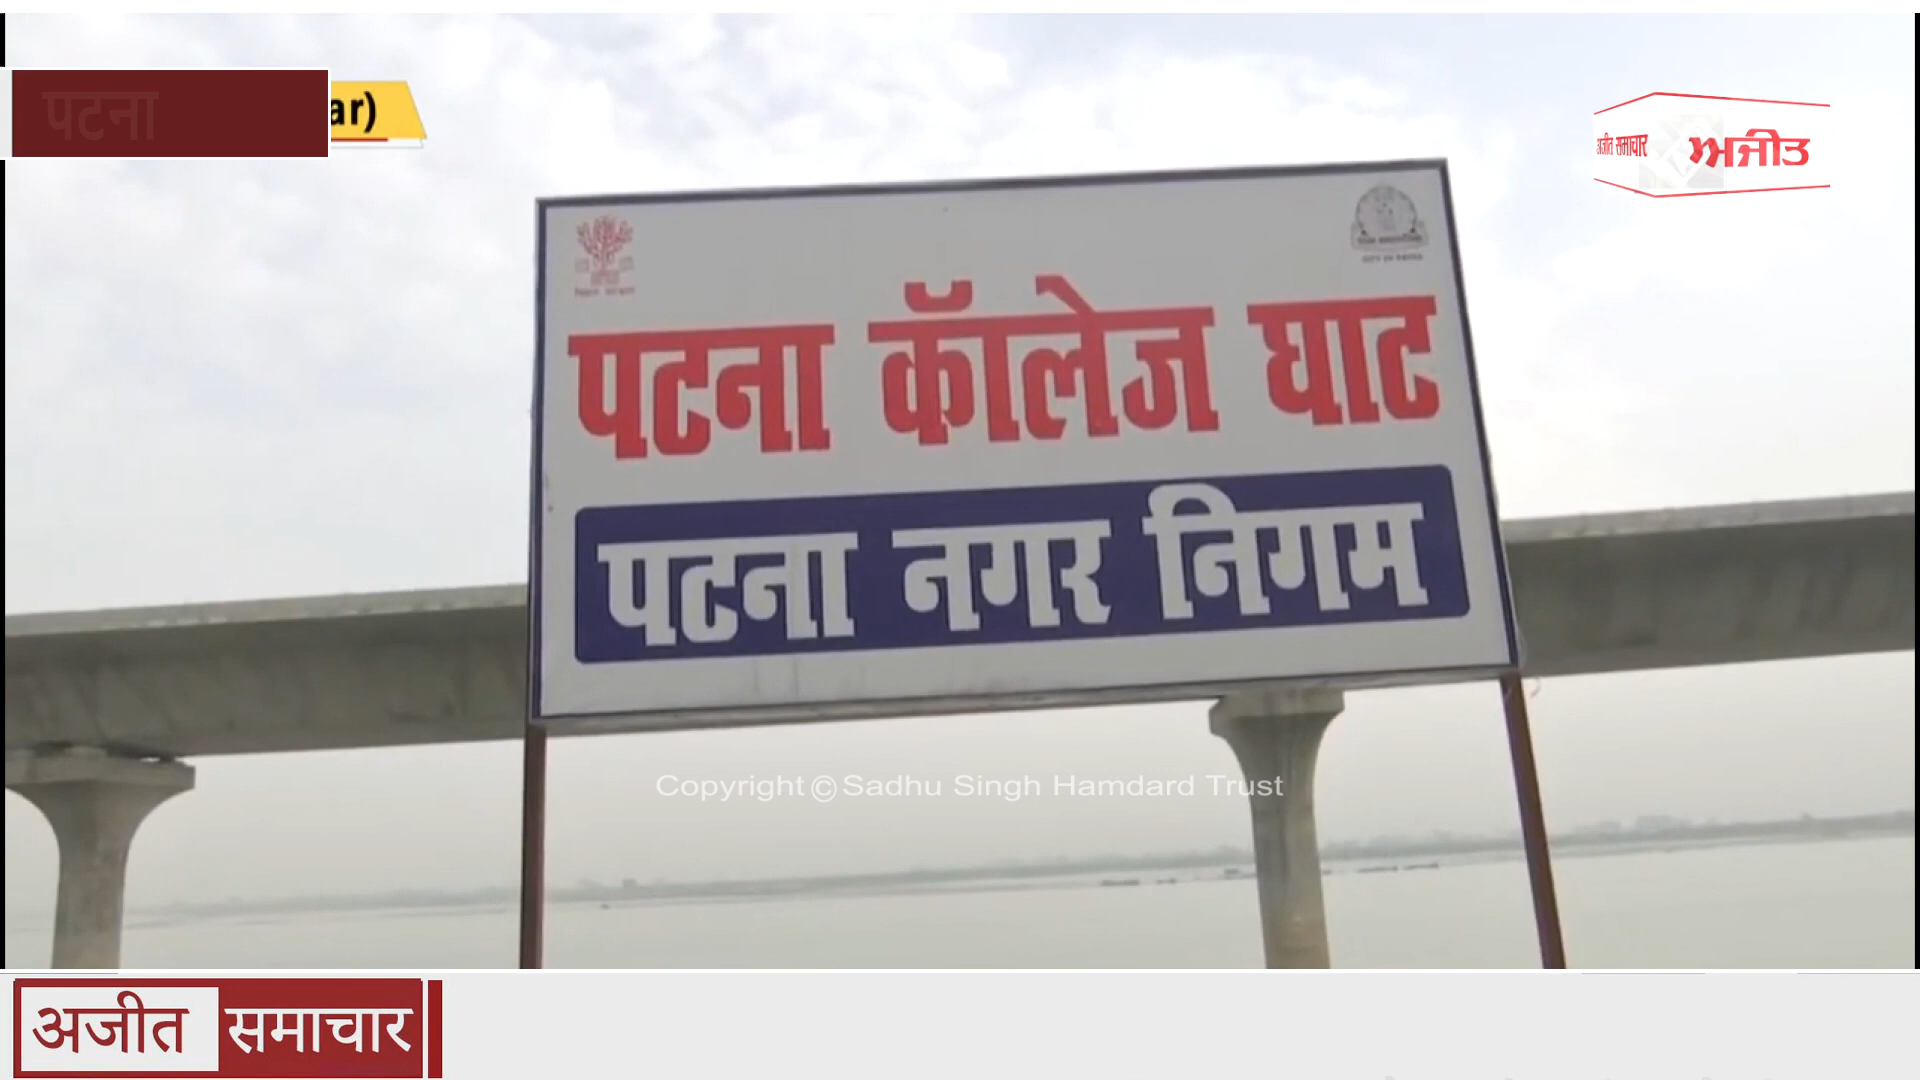 पटना
ar)
अजीत समाचार
ਅਜੀਤ
पटना कॉलेज घाट
पटना नगर निगम
Copyright © Sadhu Singh Hamdard Trust
अजीत समाचार